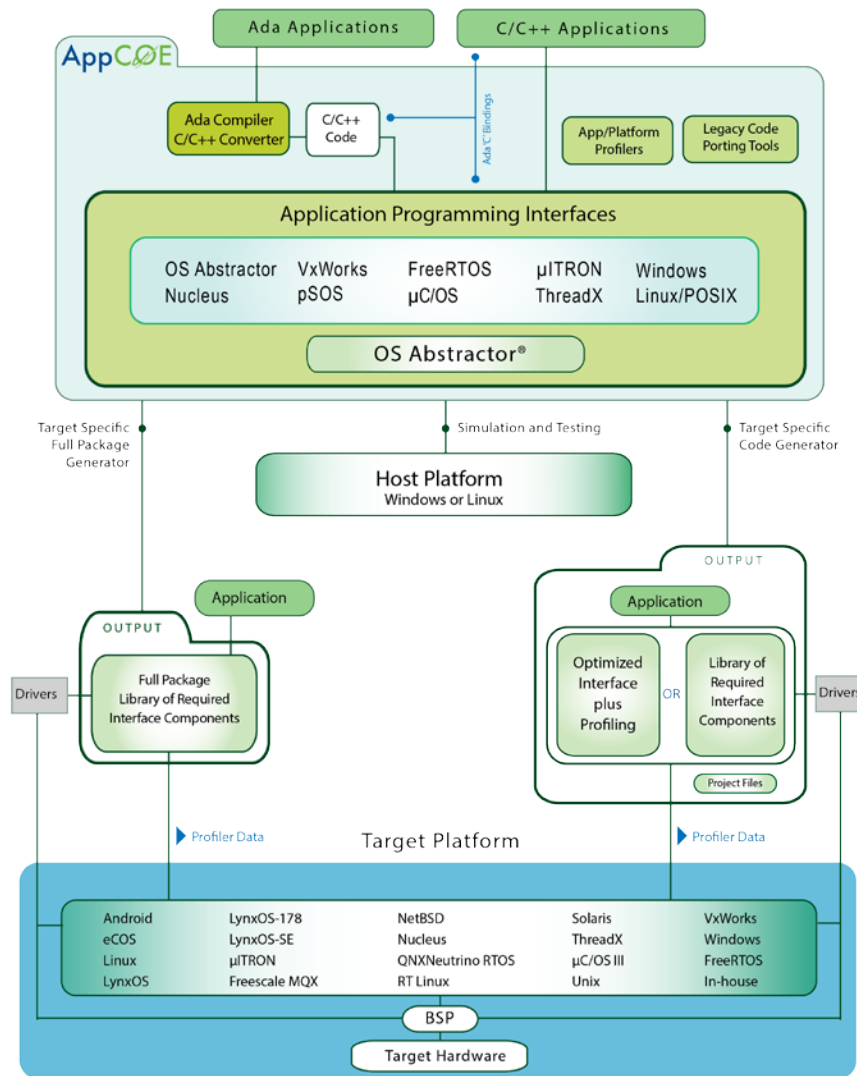 Ada Applications
C/C++ Applications
AppCOE
Ada Compiler
C/C++ Converter
C/C++
Code
Ada 'C' Bindings
App/Platform
Profilers
Legacy Code
Porting Tools
Application Programming Interfaces
OS Abstractor
VxWorks
FreeRTOS
µITRON
Windows
Nucleus
pSOS
µC/OS
ThreadX
Linux/POSIX
OS Abstractor®
Target Specific
Full Package
Generator
Simulation and Testing
Target Specific
Code Generator
Host Platform
Windows or Linux
OUTPUT
Application
Full Package
Library of Required
Interface Components
Drivers
OUTPUT
Application
Optimized
Interface
plus
Profiling
OR
Library of
Required
Interface
Components
Drivers
Project Files
Profiler Data
Target Platform
Profiler Data
Android
LynxOS-178
NetBSD
Solaris
VxWorks
eCOS
LynxOS-SE
Nucleus
ThreadX
Windows
Linux
µITRON
QNXNeutrino RTOS
µC/OS III
FreeRTOS
LynxOS
Freescale MQX
RT Linux
Unix
In-house
BSP
Target Hardware